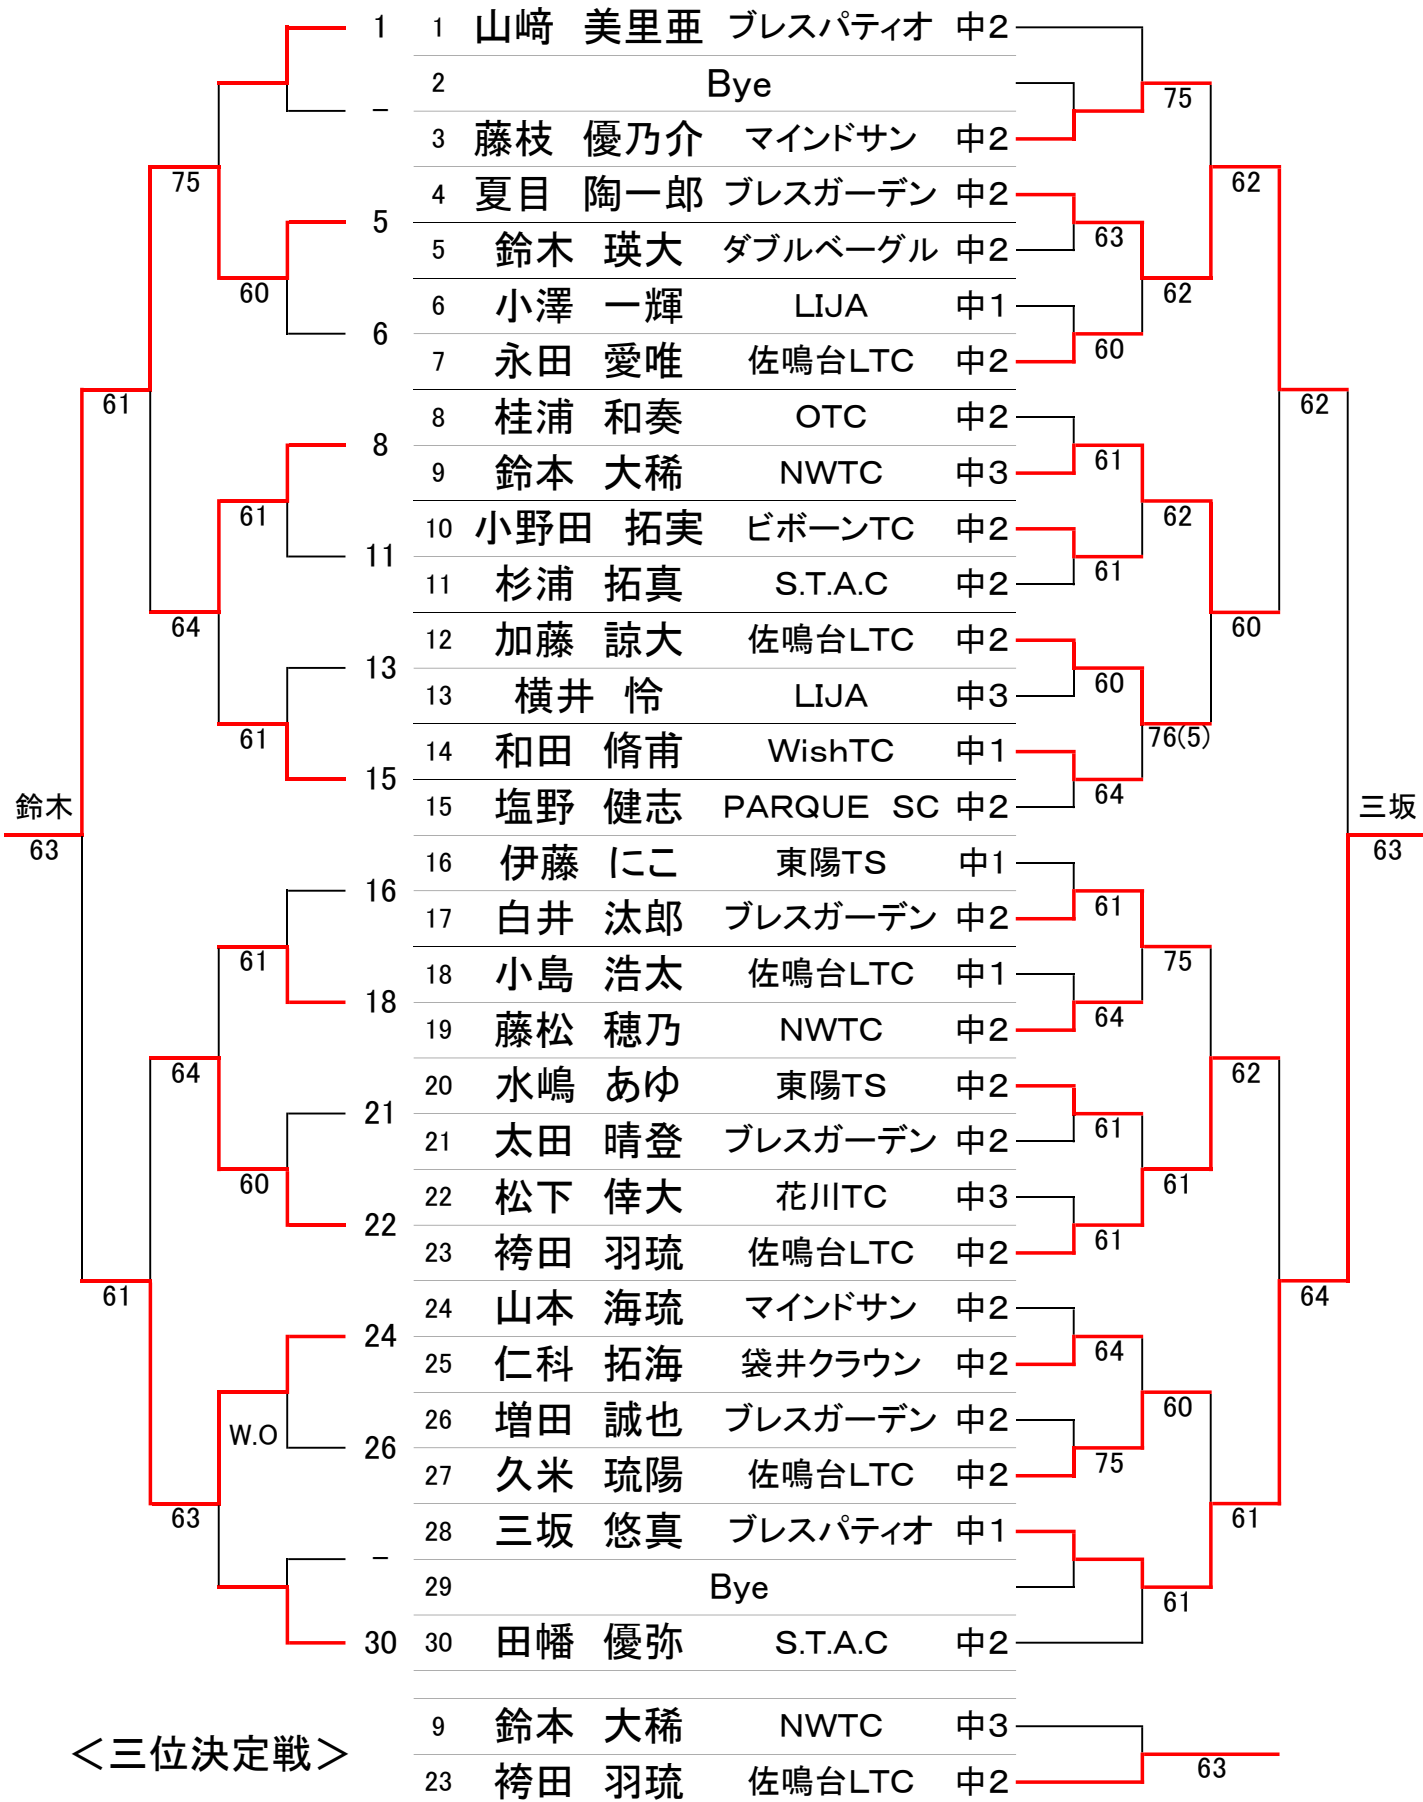 1 1 山﨑 美里亜 ブレスパティオ 中2
2 Bye
－ 75
3 藤枝 優乃介 マインドサン 中2
75 4 夏目 陶一郎 ブレスガーデン 中2 62
5 63
5 鈴木 瑛大 ダブルベーグル 中2
60 6 小澤 一輝 LIJA 中1 62
6 60
7 永田 愛唯 佐鳴台LTC 中2
61 8 桂浦 和奏 OTC 中2 62
8 61
9 鈴本 大稀 NWTC 中3
61 10 小野田 拓実 ビボーンTC 中2 62
11 61
11 杉浦 拓真 S.T.A.C 中2
64 12 加藤 諒大 佐鳴台LTC 中2 60
13 60
13 横井 怜 LIJA 中3
61 14 和田 脩甫 WishTC 中1 76(5)
15 64
鈴木 15 塩野 健志 PARQUE SC 中2 三坂
63 16 伊藤 にこ 東陽TS 中1 63
16 61
17 白井 汰郎 ブレスガーデン 中2
61 18 小島 浩太 佐鳴台LTC 中1 75
18 64
19 藤松 穂乃 NWTC 中2
64 20 水嶋 あゆ 東陽TS 中2 62
21 61
21 太田 晴登 ブレスガーデン 中2
60 22 松下 倖大 花川TC 中3 61
22 61
23 袴田 羽琉 佐鳴台LTC 中2
61 24 山本 海琉 マインドサン 中2 64
24 64
25 仁科 拓海 袋井クラウン 中2
W.O 26 増田 誠也 ブレスガーデン 中2 60
26 75
27 久米 琉陽 佐鳴台LTC 中2
63 28 三坂 悠真 ブレスパティオ 中1 61
－
29 Bye 61
30 30 田幡 優弥 S.T.A.C 中2
9 鈴本 大稀 NWTC 中3
＜三位決定戦＞ 63
23 袴田 羽琉 佐鳴台LTC 中2